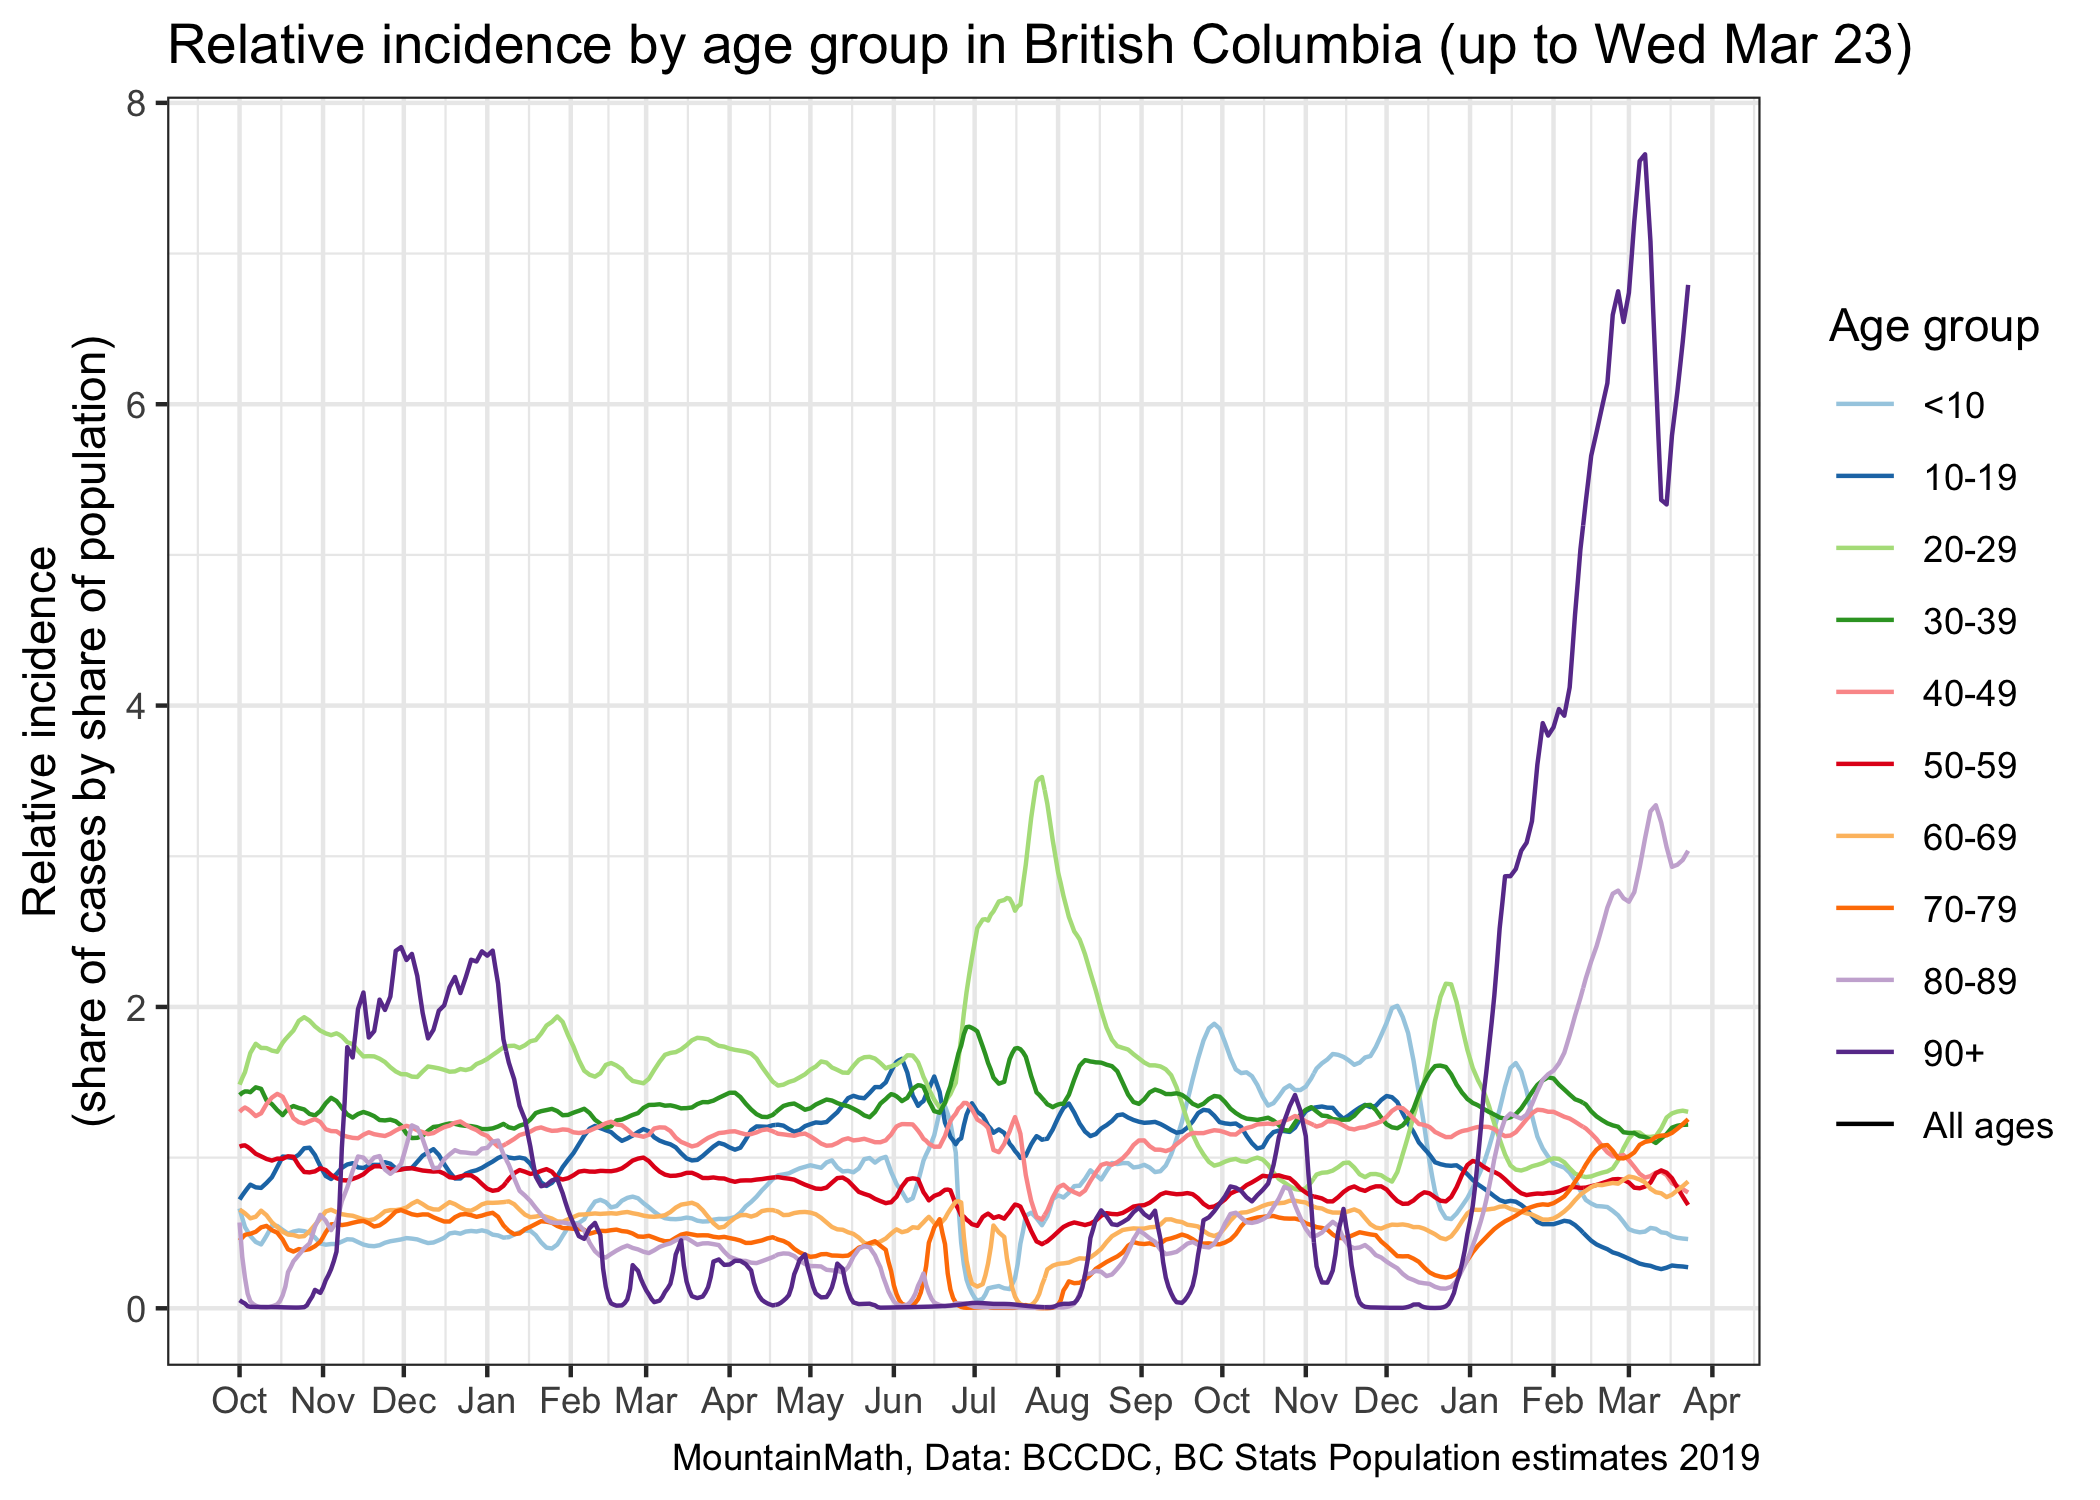 Relative incidence by age group in British Columbia (up to Wed Mar 23)
Relative incidence
(share of cases by share of population)
8
6
4
2
0
Oct Nov Dec Jan Feb Mar Apr May Jun Jul Aug Sep Oct Nov Dec Jan Feb Mar Apr
Age group
<10
10-19
20-29
30-39
40-49
50-59
60-69
70-79
80-89
90+
All ages
MountainMath, Data: BCCDC, BC Stats Population estimates 2019